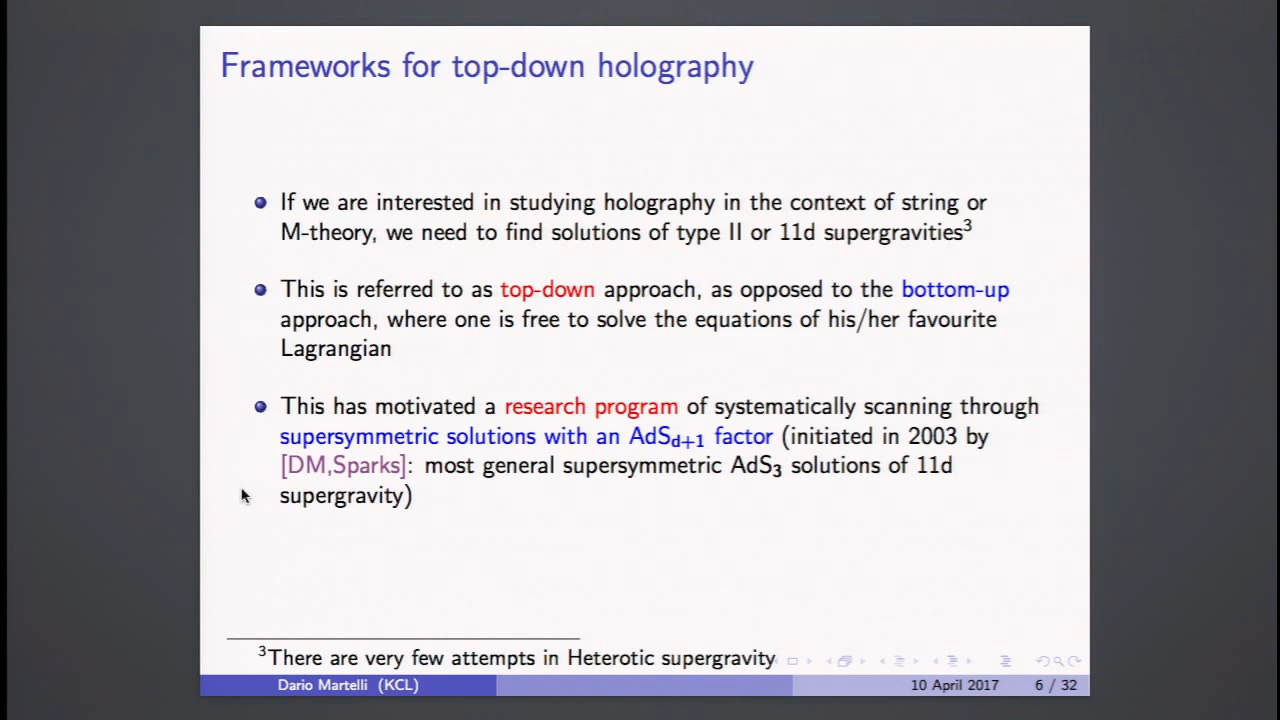 Frameworks for top-down holography
If we are interested in studying holography in the context of string or
M-theory, we need to find solutions of type II or 11d supergravities³
This is referred to as top-down approach, as opposed to the bottom-up
approach, where one is free to solve the equations of his/her favourite
Lagrangian
This has motivated a research program of systematically scanning through
supersymmetric solutions with an AdS_{d+1} factor (initiated in 2003 by
[DM,Sparks]: most general supersymmetric AdS₃ solutions of 11d
supergravity)
³There are very few attempts in Heterotic supergravity
Dario Martelli (KCL) 10 April 2017 6 / 32